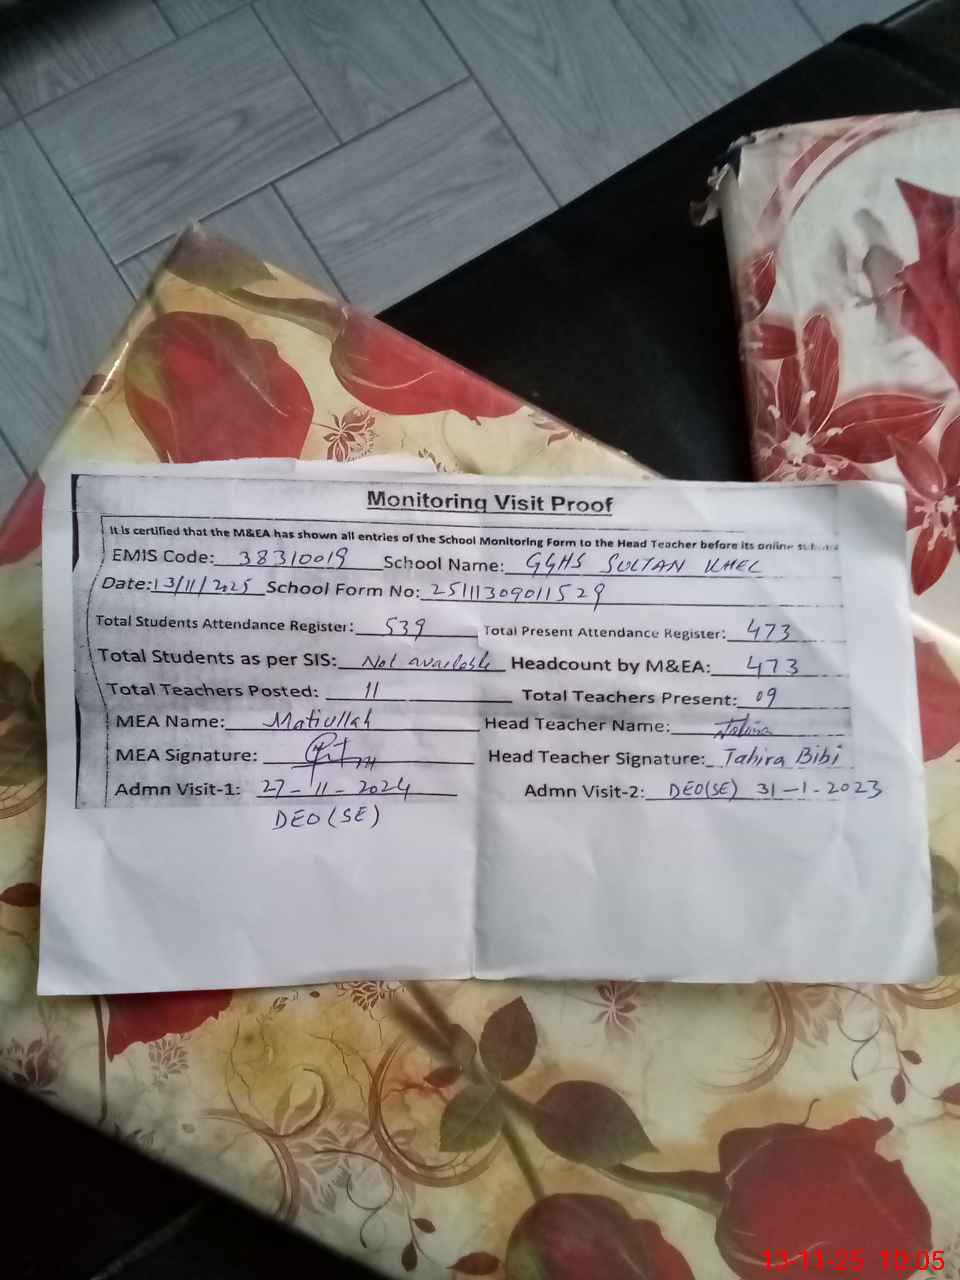 Monitoring Visit Proof
It is certified that the M&EA has shown all entries of the School Monitoring Form to the Head Teacher before its online
EMIS Code: 38310019 School Name: GGHS SULTAN KHEL
Date: 13/11/2025 School Form No: 25111309011529
Total Students Attendance Register: 539 Total Present Attendance Register: 473
Total Students as per SIS: Not available Headcount by M&EA: 473
Total Teachers Posted: 11 Total Teachers Present: 09
MEA Name: Matiullah Head Teacher Name: Tahira
MEA Signature: Head Teacher Signature: Tahira Bibi
Admn Visit-1: 27-11-2024 Admn Visit-2: DEO(SE) 31-1-2023
DEO(SE)
13-11-25 10:05